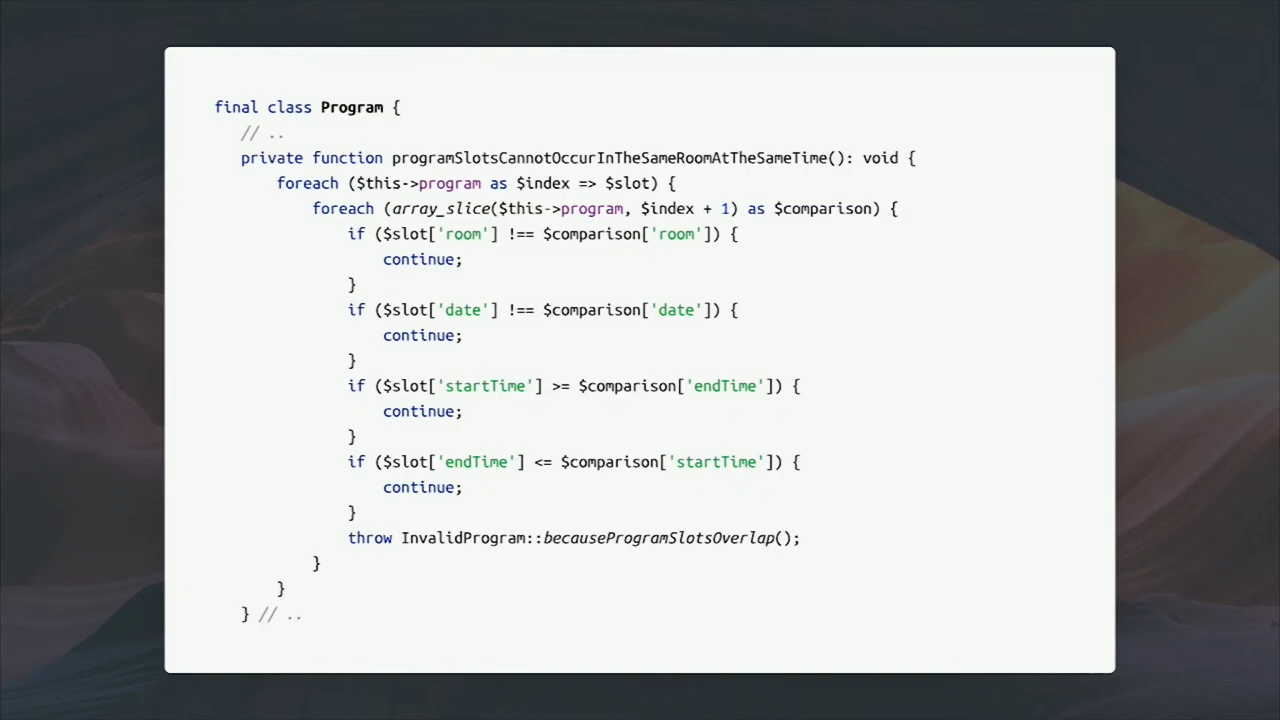 final class Program {
// ..
private function programSlotsCannotOccurInTheSameRoomAtTheSameTime(): void {
foreach ($this->program as $index => $slot) {
foreach (array_slice($this->program, $index + 1) as $comparison) {
if ($slot['room'] !== $comparison['room']) {
continue;
}
if ($slot['date'] !== $comparison['date']) {
continue;
}
if ($slot['startTime'] >= $comparison['endTime']) {
continue;
}
if ($slot['endTime'] <= $comparison['startTime']) {
continue;
}
throw InvalidProgram::becauseProgramSlotsOverlap();
}
}
} // ..